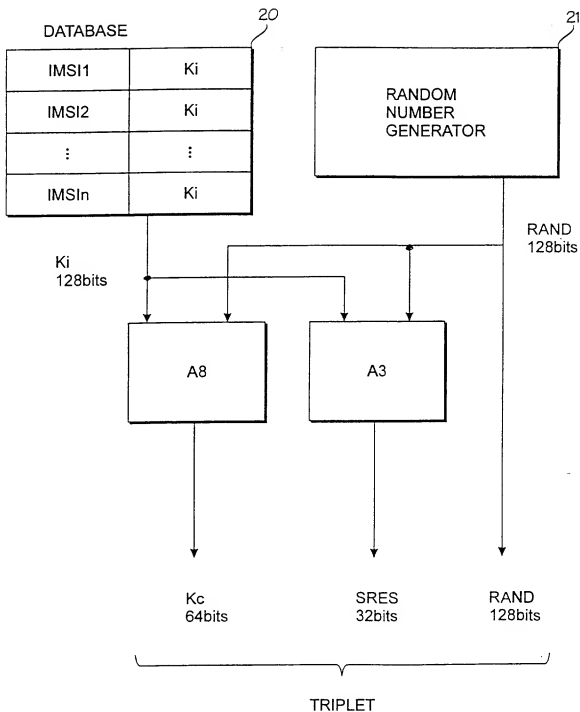 DATABASE
20
21
IMSI1 Ki
IMSI2 Ki
⋮ ⋮
IMSIn Ki
RANDOM
NUMBER
GENERATOR
Ki
128bits
RAND
128bits
A8
A3
Kc
64bits
SRES
32bits
RAND
128bits
TRIPLET